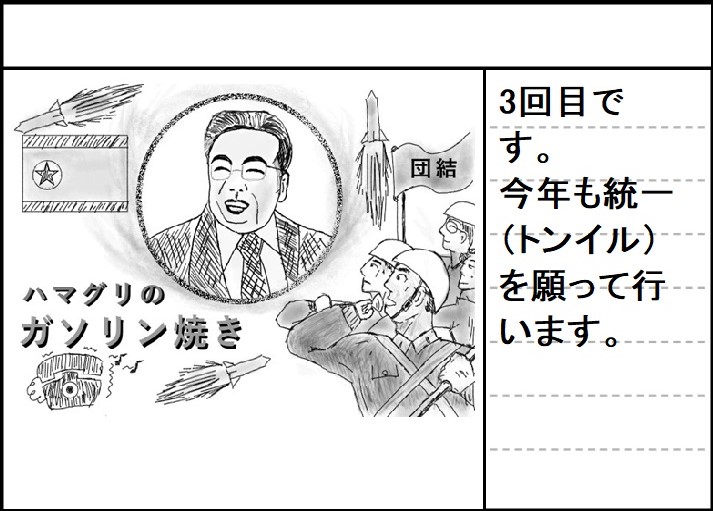 団結
ハマグリの
ガソリン焼き
3回目で
す。
今年も統一
（トンイル）
を願って行
います。